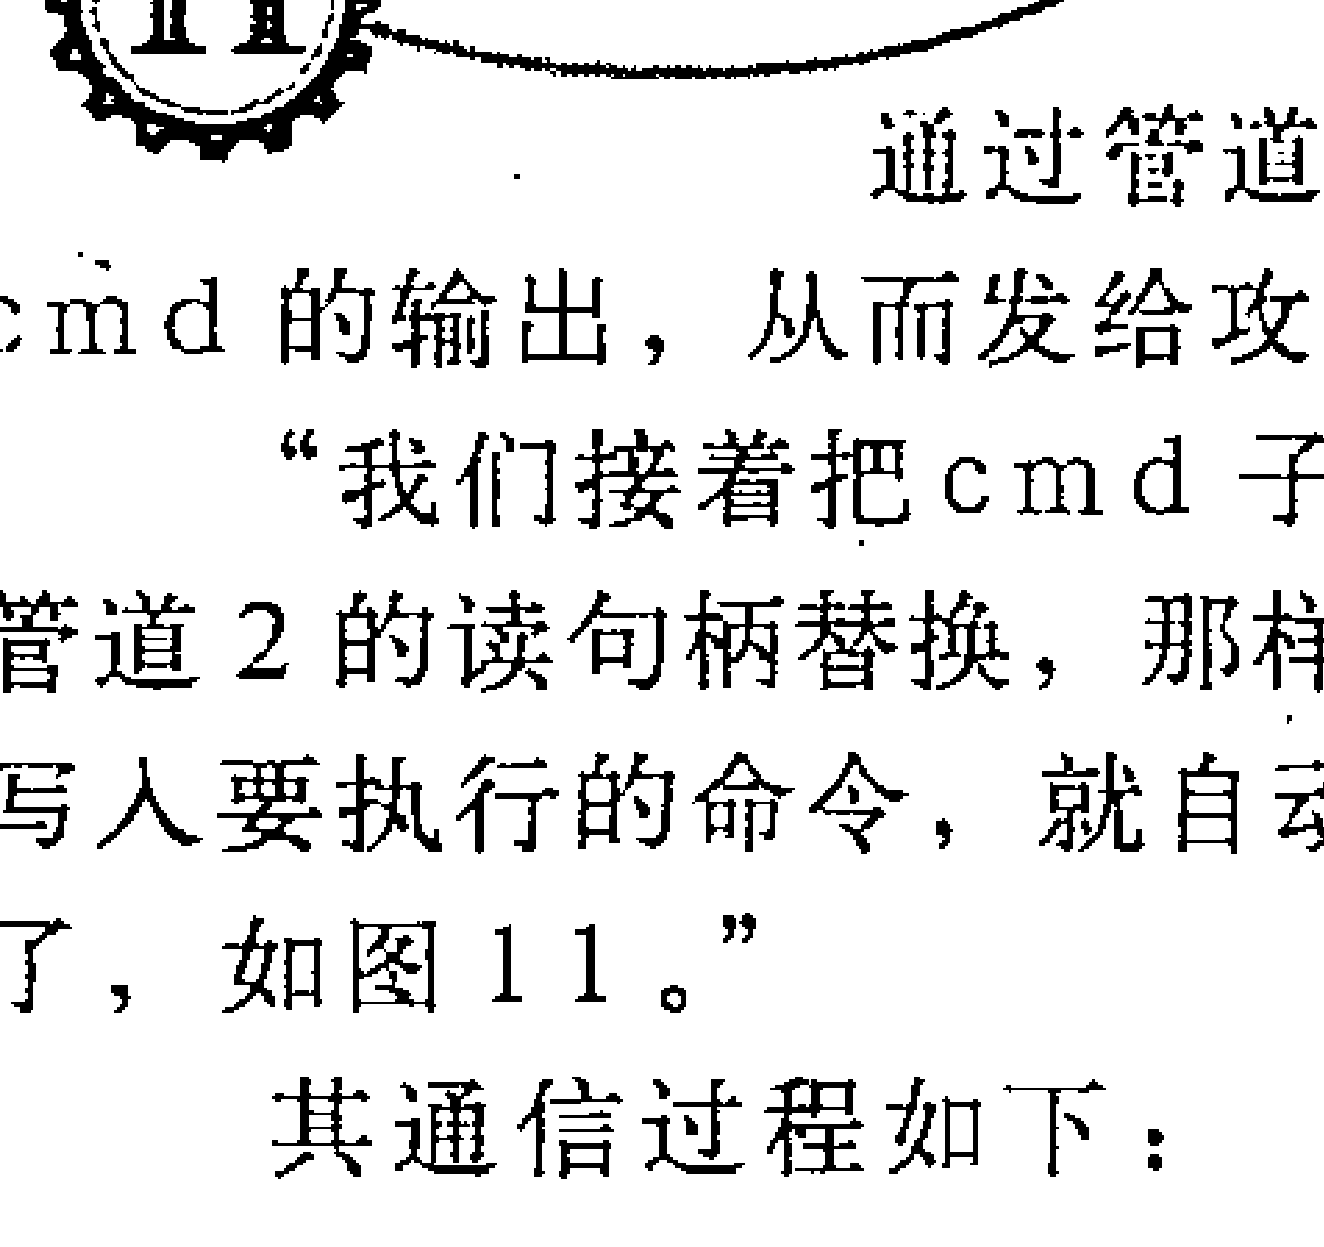 通过管道
cmd 的输出，从而发给攻
“我们接着把cmd 子
管道 2 的读句柄替换，那样
写入要执行的命令，就自动
了，如图 11。”
其通信过程如下：